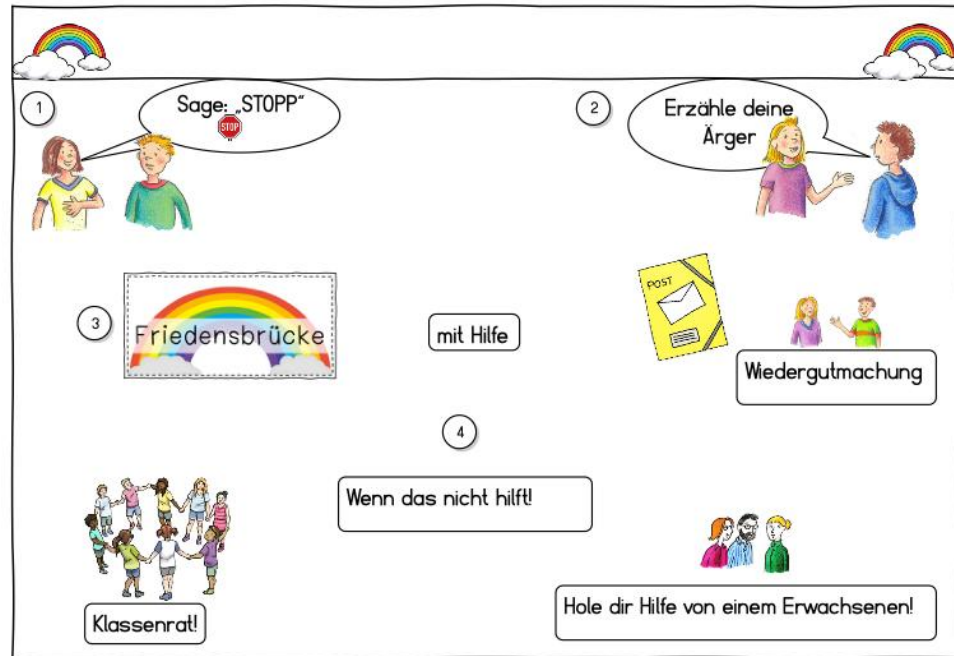 1
Sage: „STOPP“
STOP
2
Erzähle deine
Ärger
3
Friedensbrücke
mit Hilfe
POST
Wiedergutmachung
4
Wenn das nicht hilft!
Klassenrat!
Hole dir Hilfe von einem Erwachsenen!